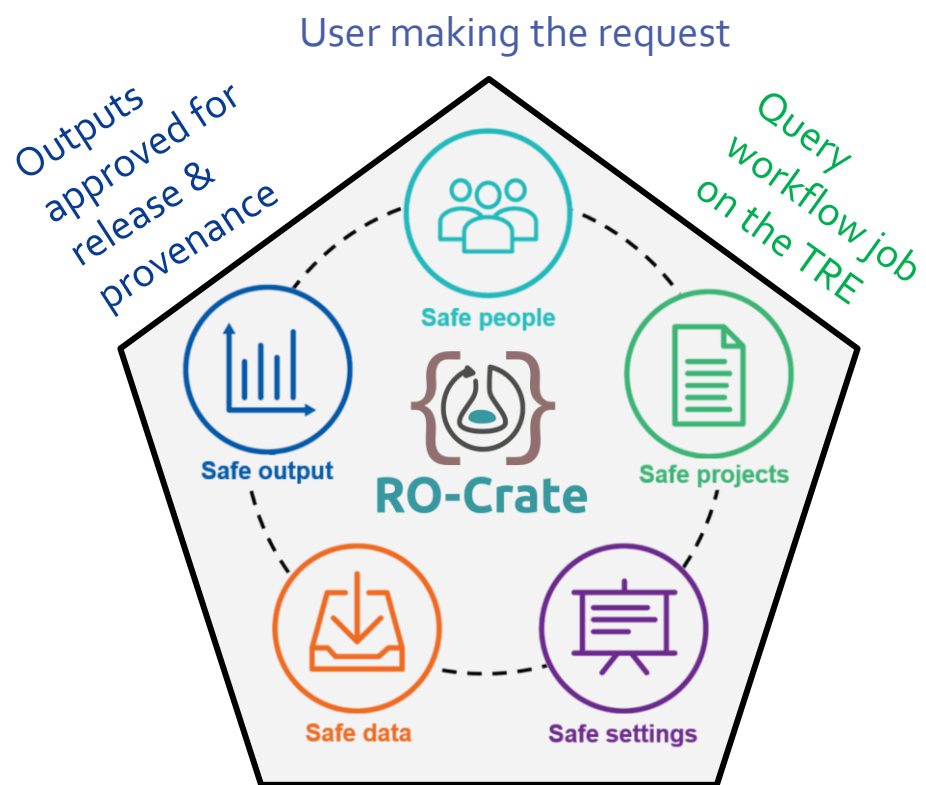 User making the request
Outputs
approved for
release &
provenance
Query
workflow job
on the TRE
Safe people
Safe output
RO-Crate
Safe projects
Safe data
Safe settings